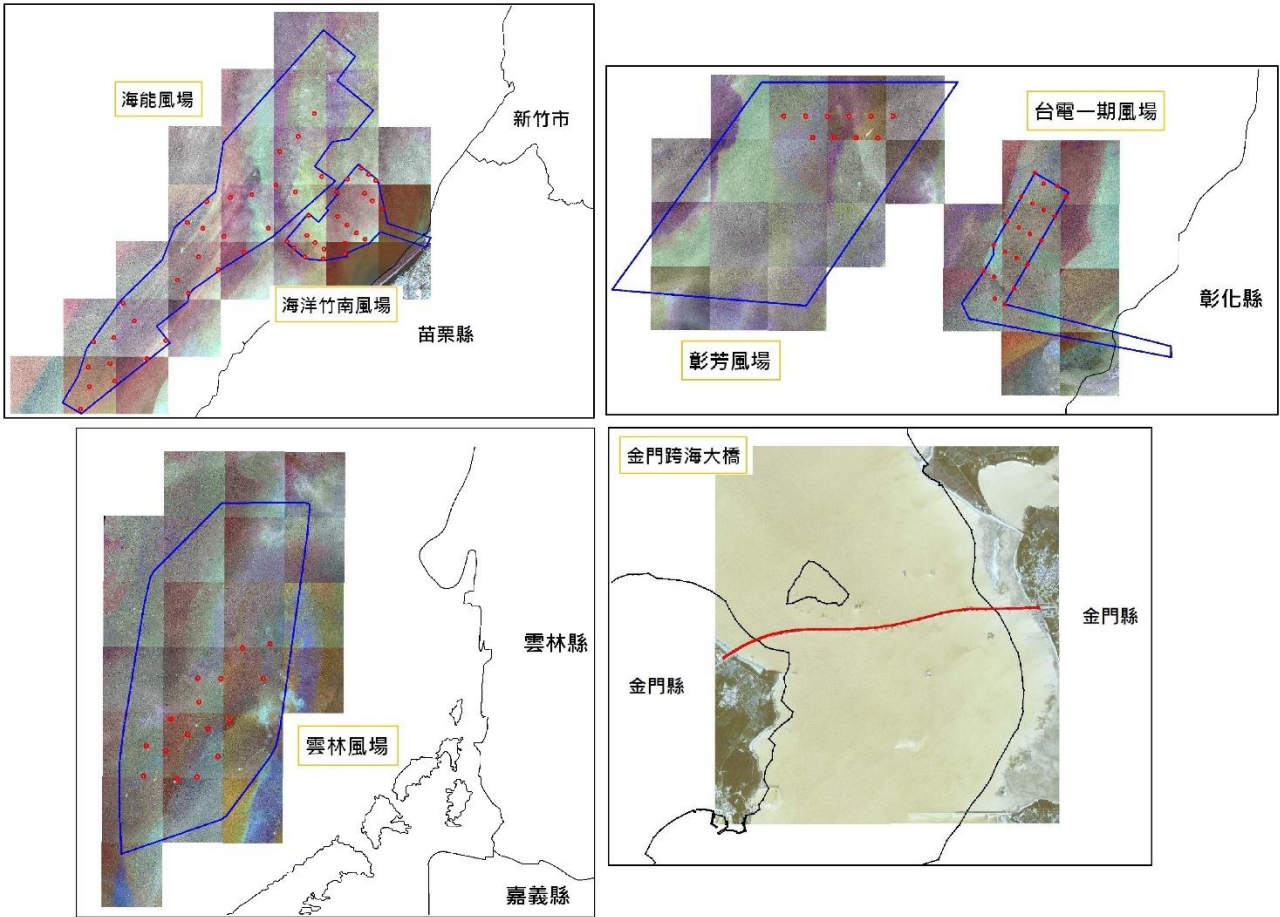 海能風場
新竹市
海洋竹南風場
苗栗縣
台電一期風場
彰化縣
彰芳風場
雲林縣
雲林風場
嘉義縣
金門跨海大橋
金門縣
金門縣